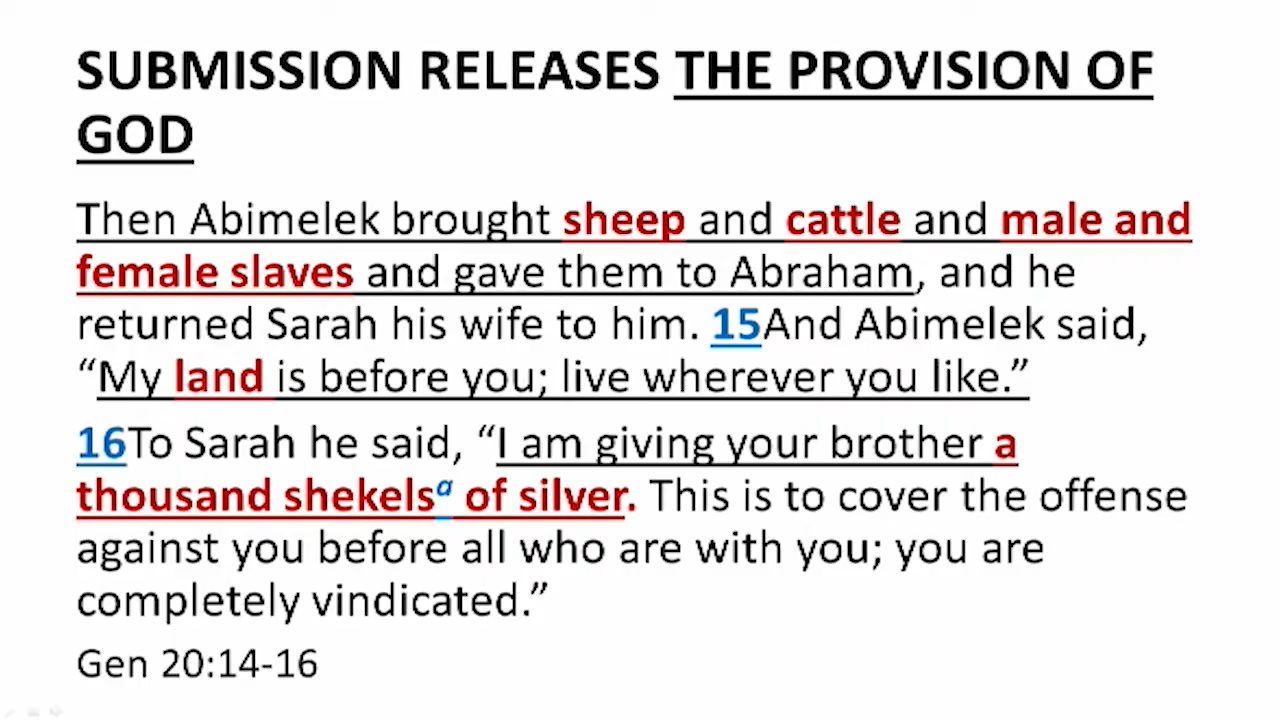 SUBMISSION RELEASES THE PROVISION OF
GOD
Then Abimelek brought sheep and cattle and male and
female slaves and gave them to Abraham, and he
returned Sarah his wife to him. 15And Abimelek said,
“My land is before you; live wherever you like.”
16To Sarah he said, “I am giving your brother a
thousand shekelsª of silver. This is to cover the offense
against you before all who are with you; you are
completely vindicated.”
Gen 20:14-16